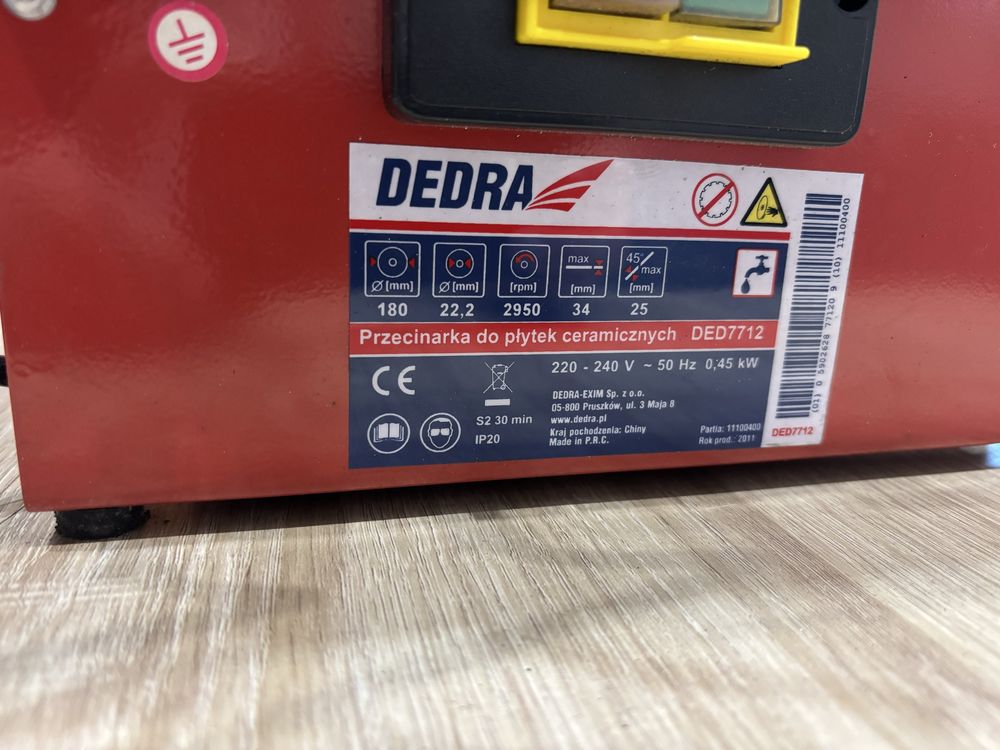 DEDRA
Ø [mm] Ø [mm] [rpm] max [mm] 45° max [mm]
180 22,2 2950 34 25
Przecinarka do płytek ceramicznych DED7712
220 - 240 V ~ 50 Hz 0,45 kW
CE
DEDRA-EXIM Sp. z o.o.
05-800 Pruszków, ul. 3 Maja 8
www.dedra.pl
Kraj pochodzenia: Chiny
Made in P.R.C.
S2 30 min
IP20
Partia: 11100400
Rok prod.: 2011
(01) 0 5902628 77120 9 (10) 11100400
DED7712